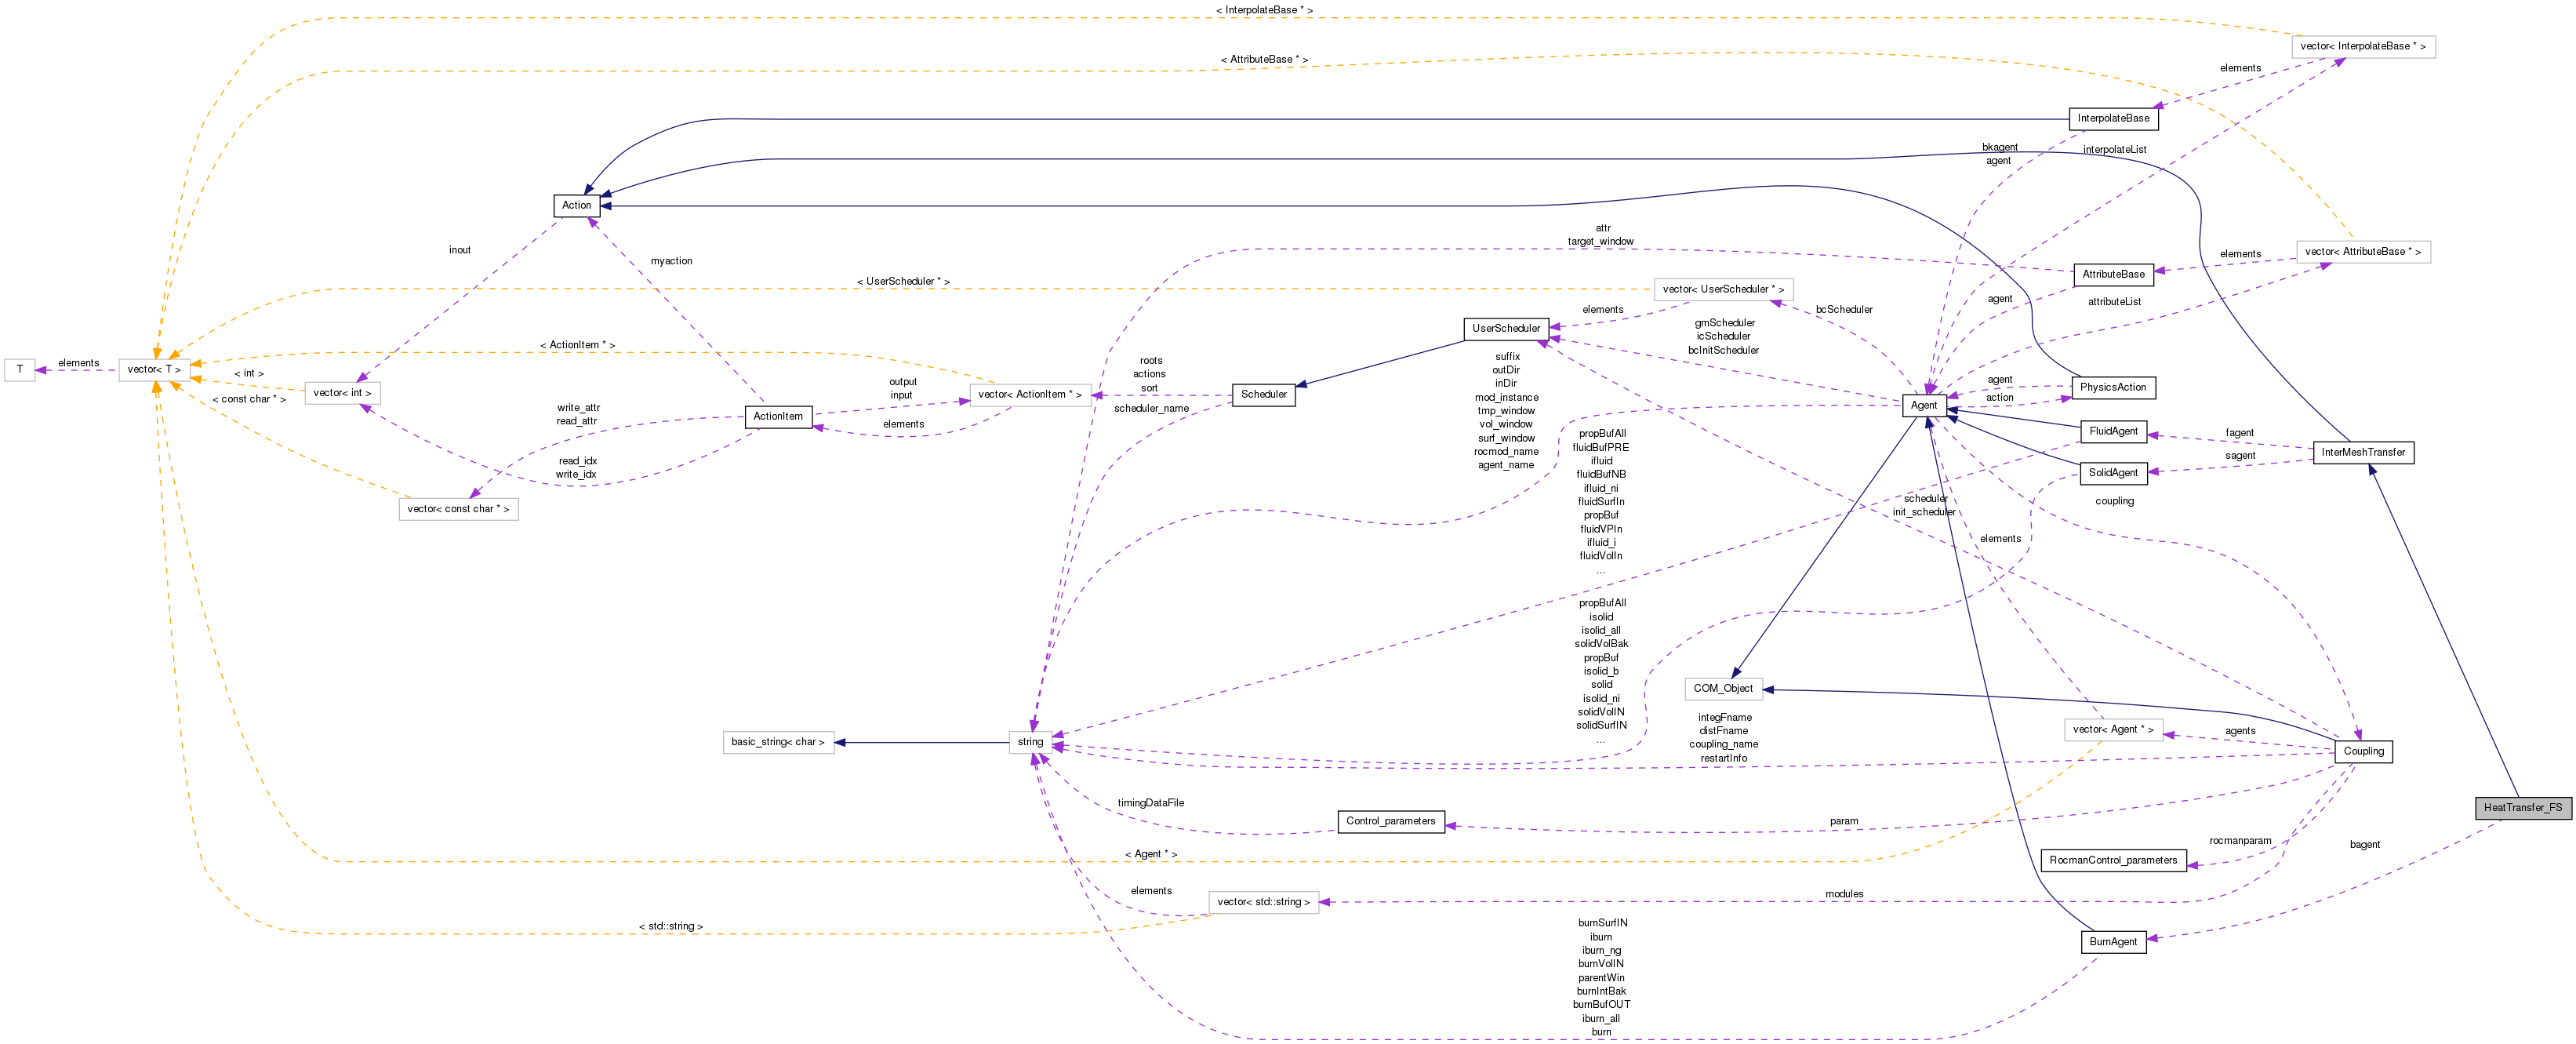 < InterpolateBase * >
vector< InterpolateBase * >
< AttributeBase * >
elements
InterpolateBase
bkagent
agent
interpolateList
Action
attr
target_window
inout
myaction
vector< AttributeBase * >
elements
AttributeBase
< UserScheduler * >
vector< UserScheduler * >
agent
attributeList
elements
bcScheduler
UserScheduler
gmScheduler
icScheduler
bcInitScheduler
< ActionItem * >
T
elements
vector< T >
< int >
vector< int >
< const char * >
output
input
roots
actions
sort
vector< ActionItem * >
Scheduler
scheduler_name
suffix
outDir
inDir
mod_instance
tmp_window
vol_window
surf_window
rocmod_name
agent_name
agent
action
PhysicsAction
Agent
write_attr
read_attr
ActionItem
elements
FluidAgent
fagent
sagent
InterMeshTransfer
SolidAgent
read_idx
write_idx
vector< const char * >
propBufAll
fluidBufPRE
ifluid
fluidBufNB
ifluid_ni
fluidSurfIn
propBuf
fluidVPIn
ifluid_i
fluidVolIn
...
scheduler
init_scheduler
coupling
elements
propBufAll
isolid
isolid_all
solidVolBak
propBuf
isolid_b
solid
isolid_ni
solidVolIN
solidSurfIN
...
COM_Object
integFname
distFname
coupling_name
restartInfo
vector< Agent * >
agents
Coupling
basic_string< char >
string
HeatTransfer_FS
timingDataFile
Control_parameters
param
rocmanparam
RocmanControl_parameters
bagent
< Agent * >
elements
vector< std::string >
modules
< std::string >
burnSurfIN
iburn
iburn_ng
burnVolIN
parentWin
burnIntBak
burnBufOUT
iburn_all
burn
BurnAgent